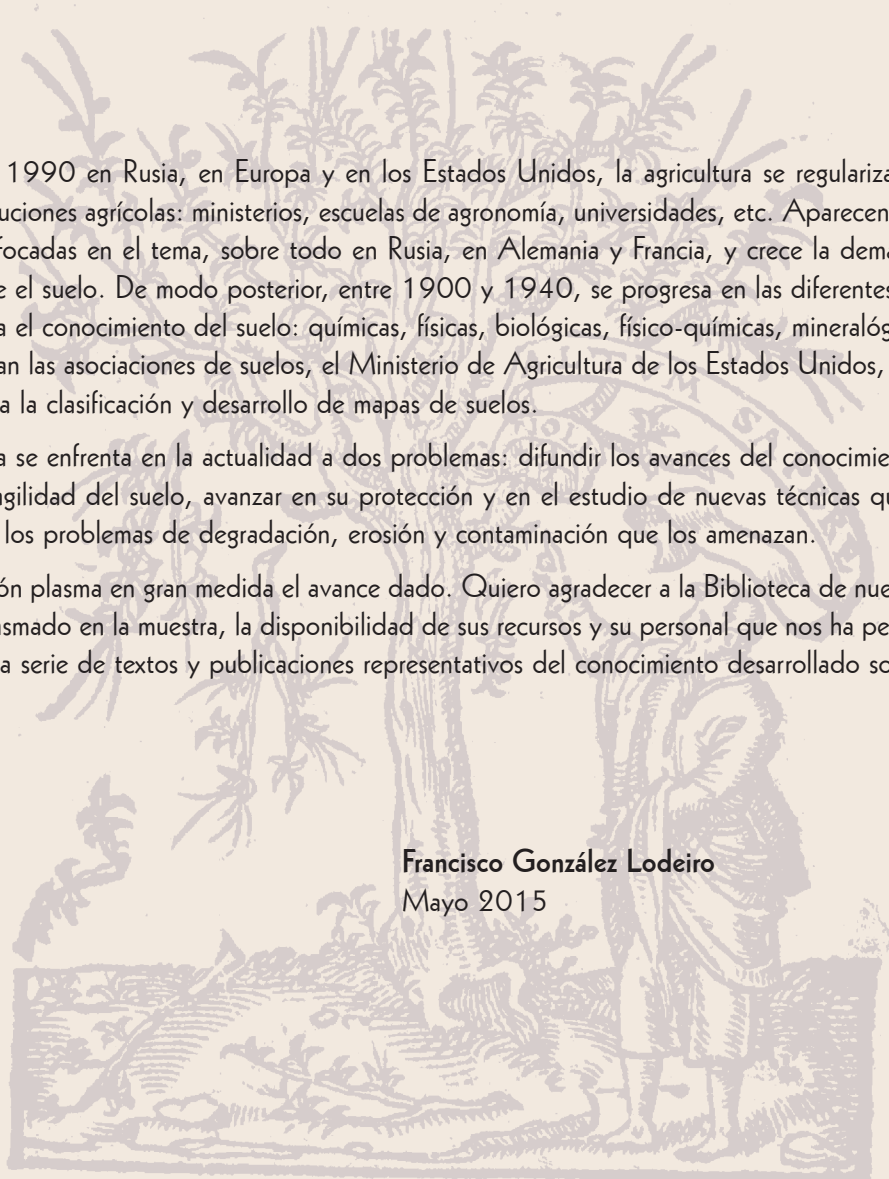 1990 en Rusia, en Europa y en los Estados Unidos, la agricultura se regulariza
uciones agrícolas: ministerios, escuelas de agronomía, universidades, etc. Aparecen
focadas en el tema, sobre todo en Rusia, en Alemania y Francia, y crece la dema
e el suelo. De modo posterior, entre 1900 y 1940, se progresa en las diferentes
a el conocimiento del suelo: químicas, físicas, biológicas, físico-químicas, mineralóg
an las asociaciones de suelos, el Ministerio de Agricultura de los Estados Unidos,
a la clasificación y desarrollo de mapas de suelos.
a se enfrenta en la actualidad a dos problemas: difundir los avances del conocimie
agilidad del suelo, avanzar en su protección y en el estudio de nuevas técnicas qu
los problemas de degradación, erosión y contaminación que los amenazan.
ón plasma en gran medida el avance dado. Quiero agradecer a la Biblioteca de nue
asmado en la muestra, la disponibilidad de sus recursos y su personal que nos ha pe
a serie de textos y publicaciones representativos del conocimiento desarrollado so
Francisco González Lodeiro
Mayo 2015